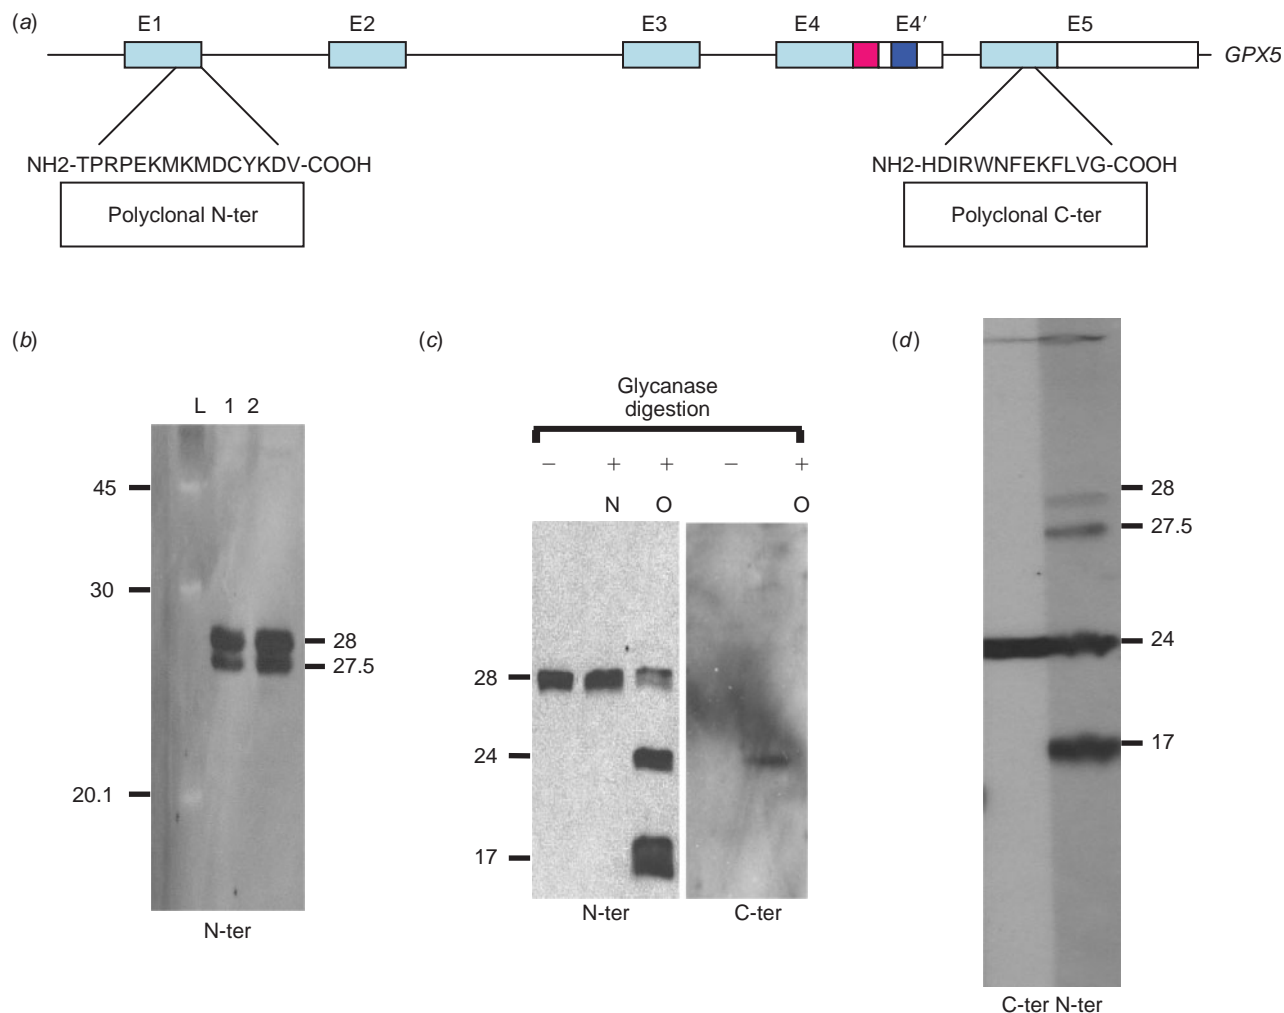 (a)
E1 E2 E3 E4 E4′ E5
GPX5
NH2-TPRPEKMKMDCYKDV-COOH
Polyclonal N-ter
NH2-HDIRWNFEKFLVG-COOH
Polyclonal C-ter
(b)
L 1 2
45
30
20.1
28
27.5
N-ter
(c)
Glycanase
digestion
− + + − +
N O O
28
24
17
N-ter C-ter
(d)
28
27.5
24
17
C-ter N-ter